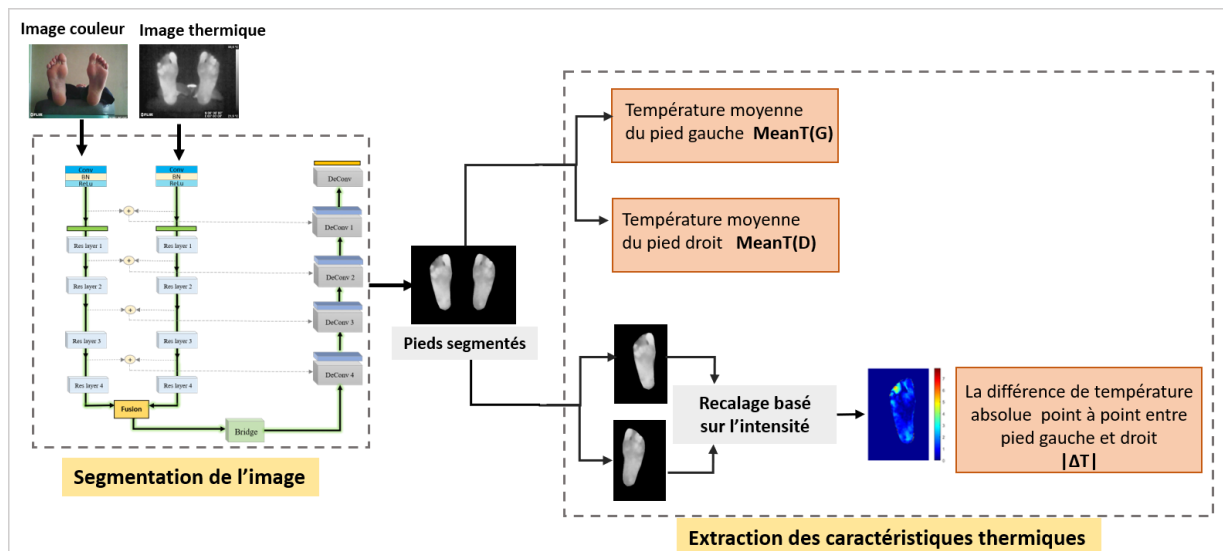 Image couleur
Image thermique
Conv
BN
ReLu
Conv
BN
ReLu
Res layer 1
Res layer 1
Res layer 2
Res layer 2
Res layer 3
Res layer 3
Res layer 4
Res layer 4
Fusion
Bridge
DeConv
DeConv 1
DeConv 2
DeConv 3
DeConv 4
Segmentation de l'image
Pieds segmentés
Température moyenne
du pied gauche MeanT(G)
Température moyenne
du pied droit MeanT(D)
Recalage basé
sur l'intensité
La différence de température
absolue point à point entre
pied gauche et droit
|ΔT|
Extraction des caractéristiques thermiques